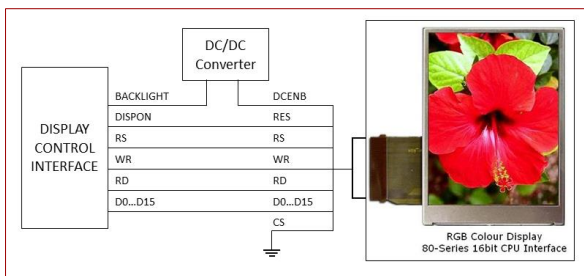 DC/DC
Converter
BACKLIGHT DCENB
DISPON RES
DISPLAY
CONTROL
INTERFACE
RS RS
WR WR
RD RD
D0...D15 D0...D15
CS
RGB Colour Display
80-Series 16bit CPU Interface